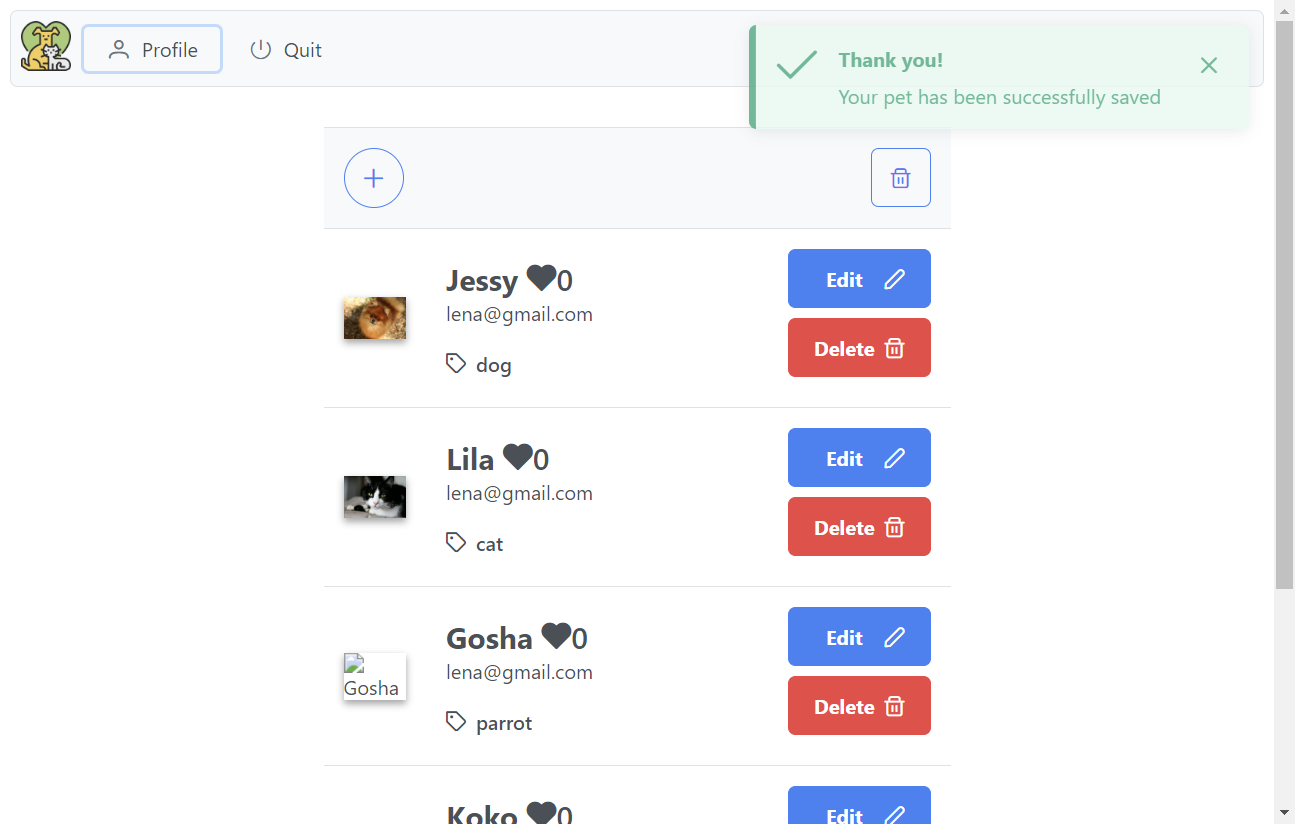 Profile
Quit
Thank you!
Your pet has been successfully saved
Jessy 0
lena@gmail.com
dog
Edit
Delete
Lila 0
lena@gmail.com
cat
Edit
Delete
Gosha
Gosha 0
lena@gmail.com
parrot
Edit
Delete
Koko 0
Edit